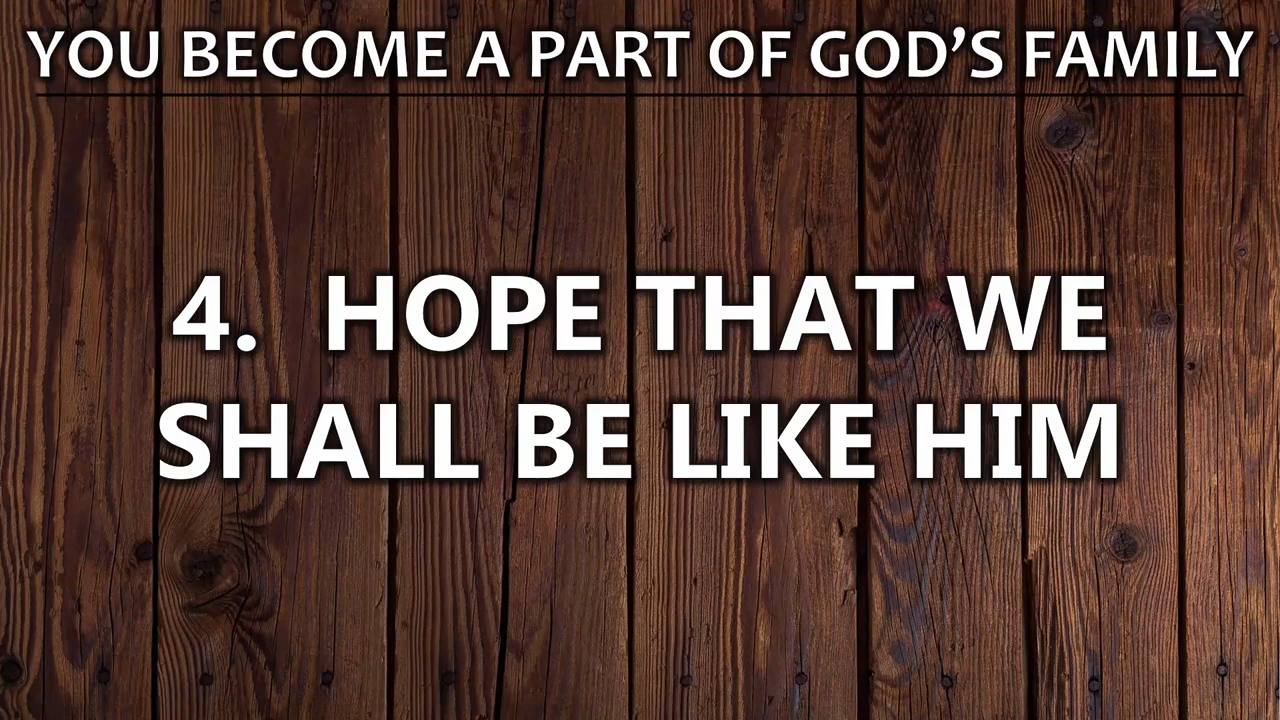 YOU BECOME A PART OF GOD’S FAMILY
4. HOPE THAT WE
SHALL BE LIKE HIM